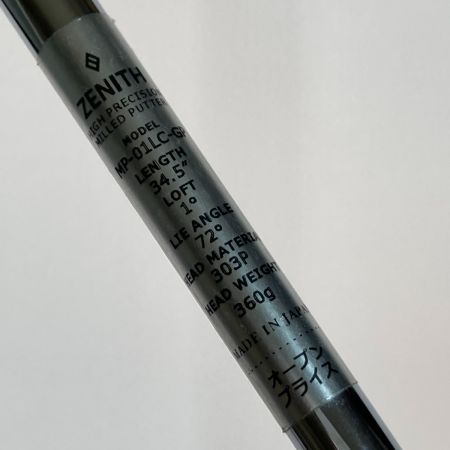 ZENITH
HIGH PRECISION
MILLED PUTTER
MODEL
MP-01LC-G
LENGTH
34.5"
LOFT
1°
LIE ANGLE
72°
HEAD MATERIAL
303P
HEAD WEIGHT
360g
MADE IN JAPAN
オープン
プライス